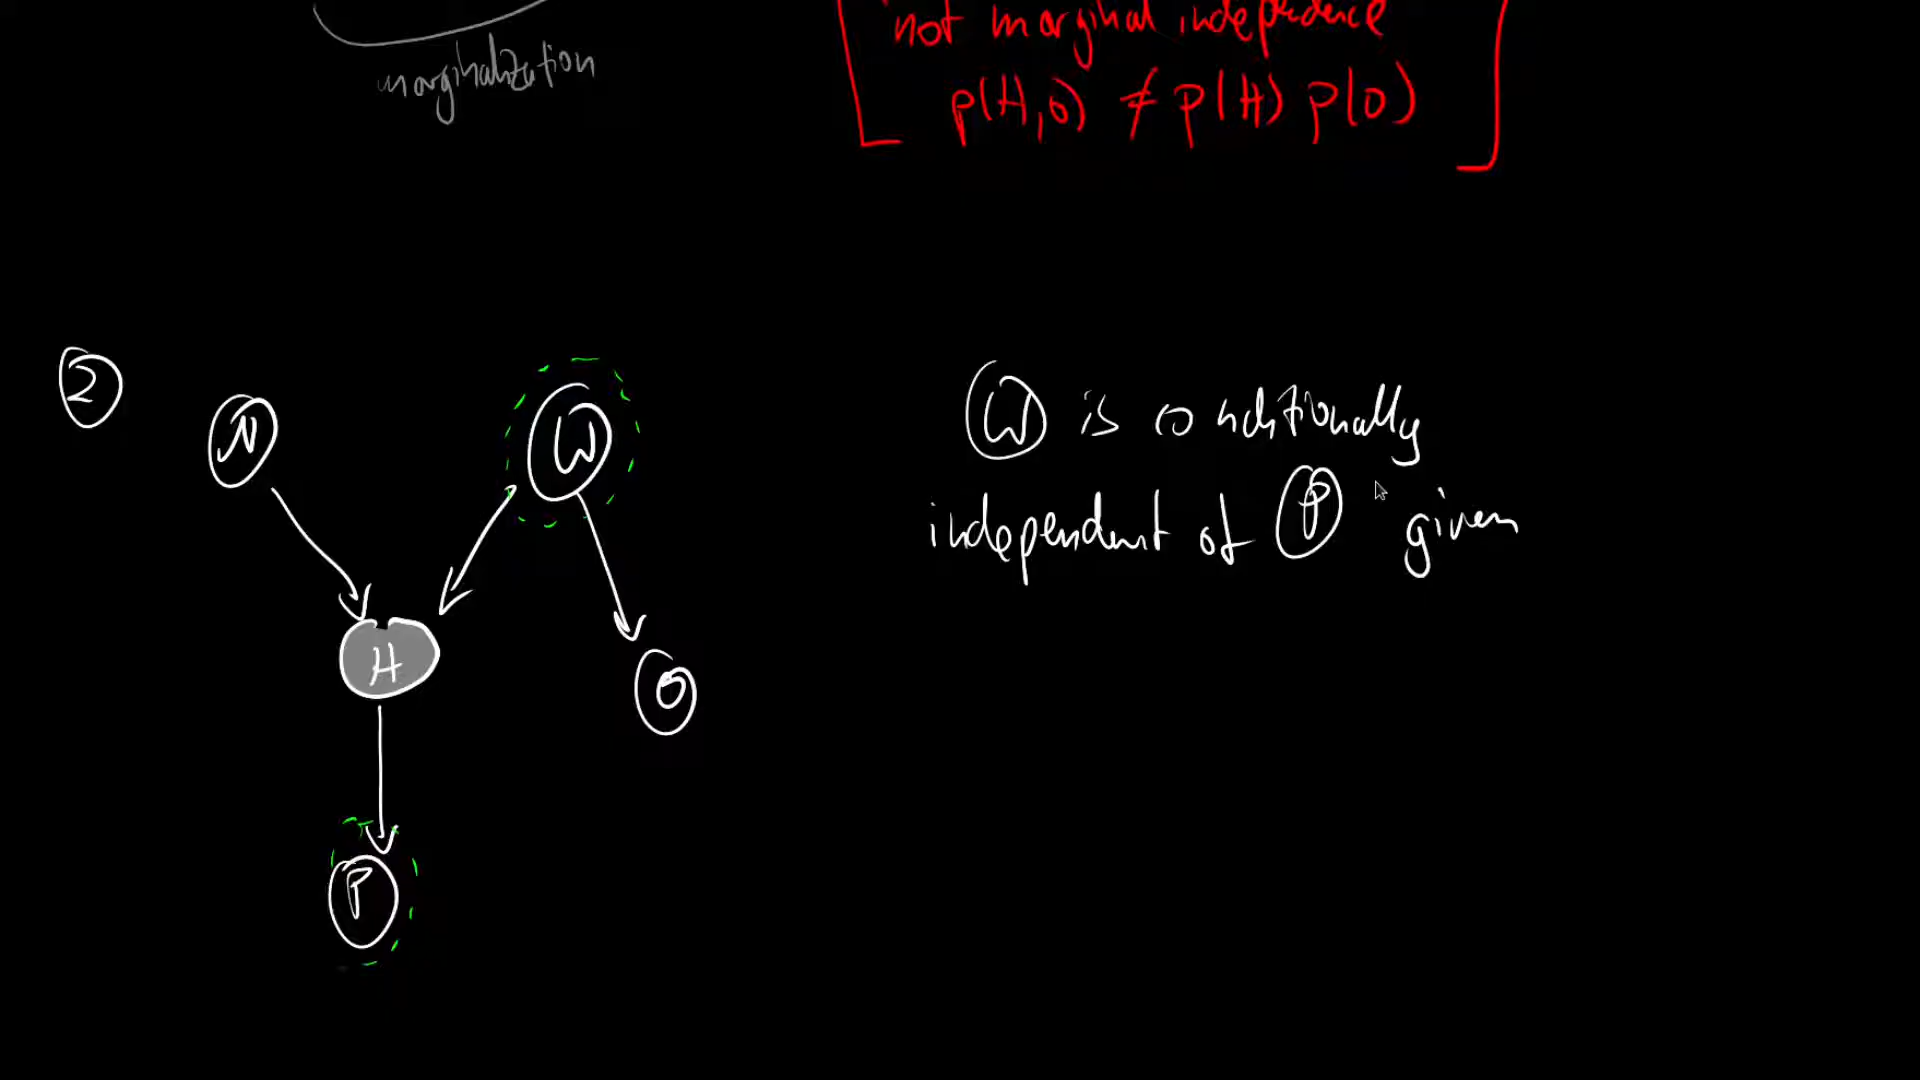 not marginal independence
marginalization
p(H,O) ≠ p(H) p(O)
2
N
W
W is conditionally
independent of P given
H
O
P